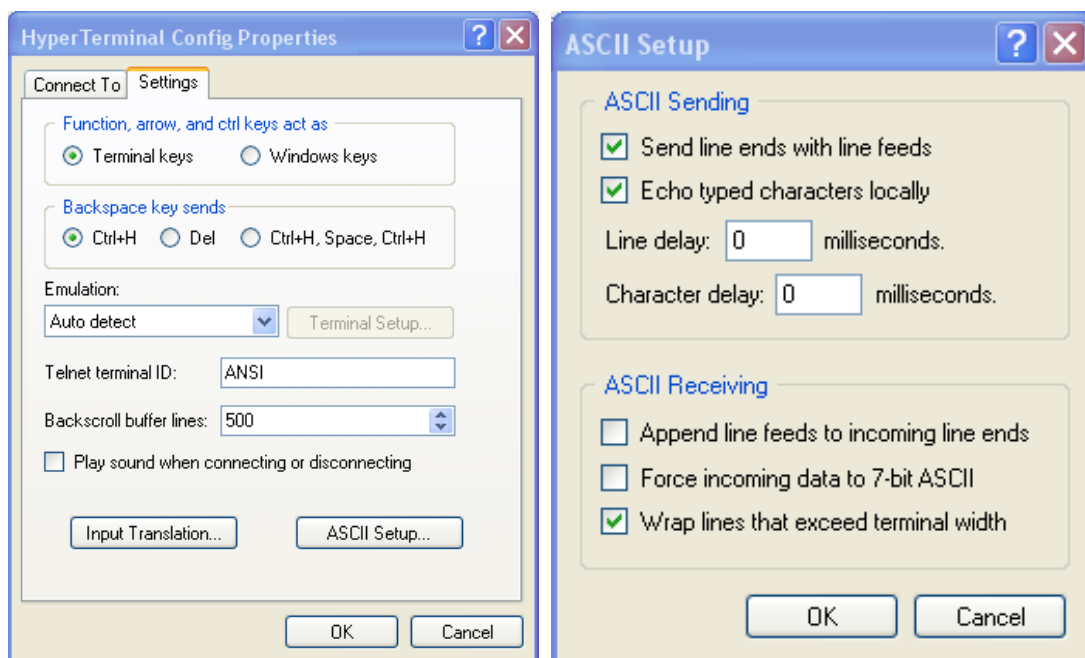 HyperTerminal Config Properties
Connect To Settings
Function, arrow, and ctrl keys act as
Terminal keys Windows keys
Backspace key sends
Ctrl+H Del Ctrl+H, Space, Ctrl+H
Emulation:
Auto detect Terminal Setup...
Telnet terminal ID: ANSI
Backscroll buffer lines: 500
Play sound when connecting or disconnecting
Input Translation... ASCII Setup...
OK Cancel
ASCII Setup
ASCII Sending
Send line ends with line feeds
Echo typed characters locally
Line delay: 0 milliseconds.
Character delay: 0 milliseconds.
ASCII Receiving
Append line feeds to incoming line ends
Force incoming data to 7-bit ASCII
Wrap lines that exceed terminal width
OK Cancel